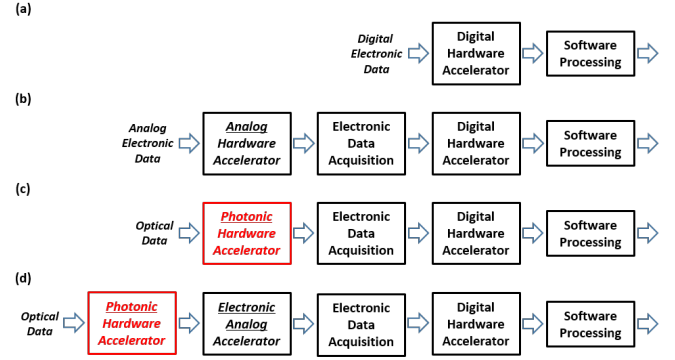 (a)
Digital
Electronic
Data
Digital
Hardware
Accelerator
Software
Processing
(b)
Analog
Electronic
Data
Analog
Hardware
Accelerator
Electronic
Data
Acquisition
Digital
Hardware
Accelerator
Software
Processing
(c)
Optical
Data
Photonic
Hardware
Accelerator
Electronic
Data
Acquisition
Digital
Hardware
Accelerator
Software
Processing
(d)
Optical
Data
Photonic
Hardware
Accelerator
Electronic
Analog
Accelerator
Electronic
Data
Acquisition
Digital
Hardware
Accelerator
Software
Processing